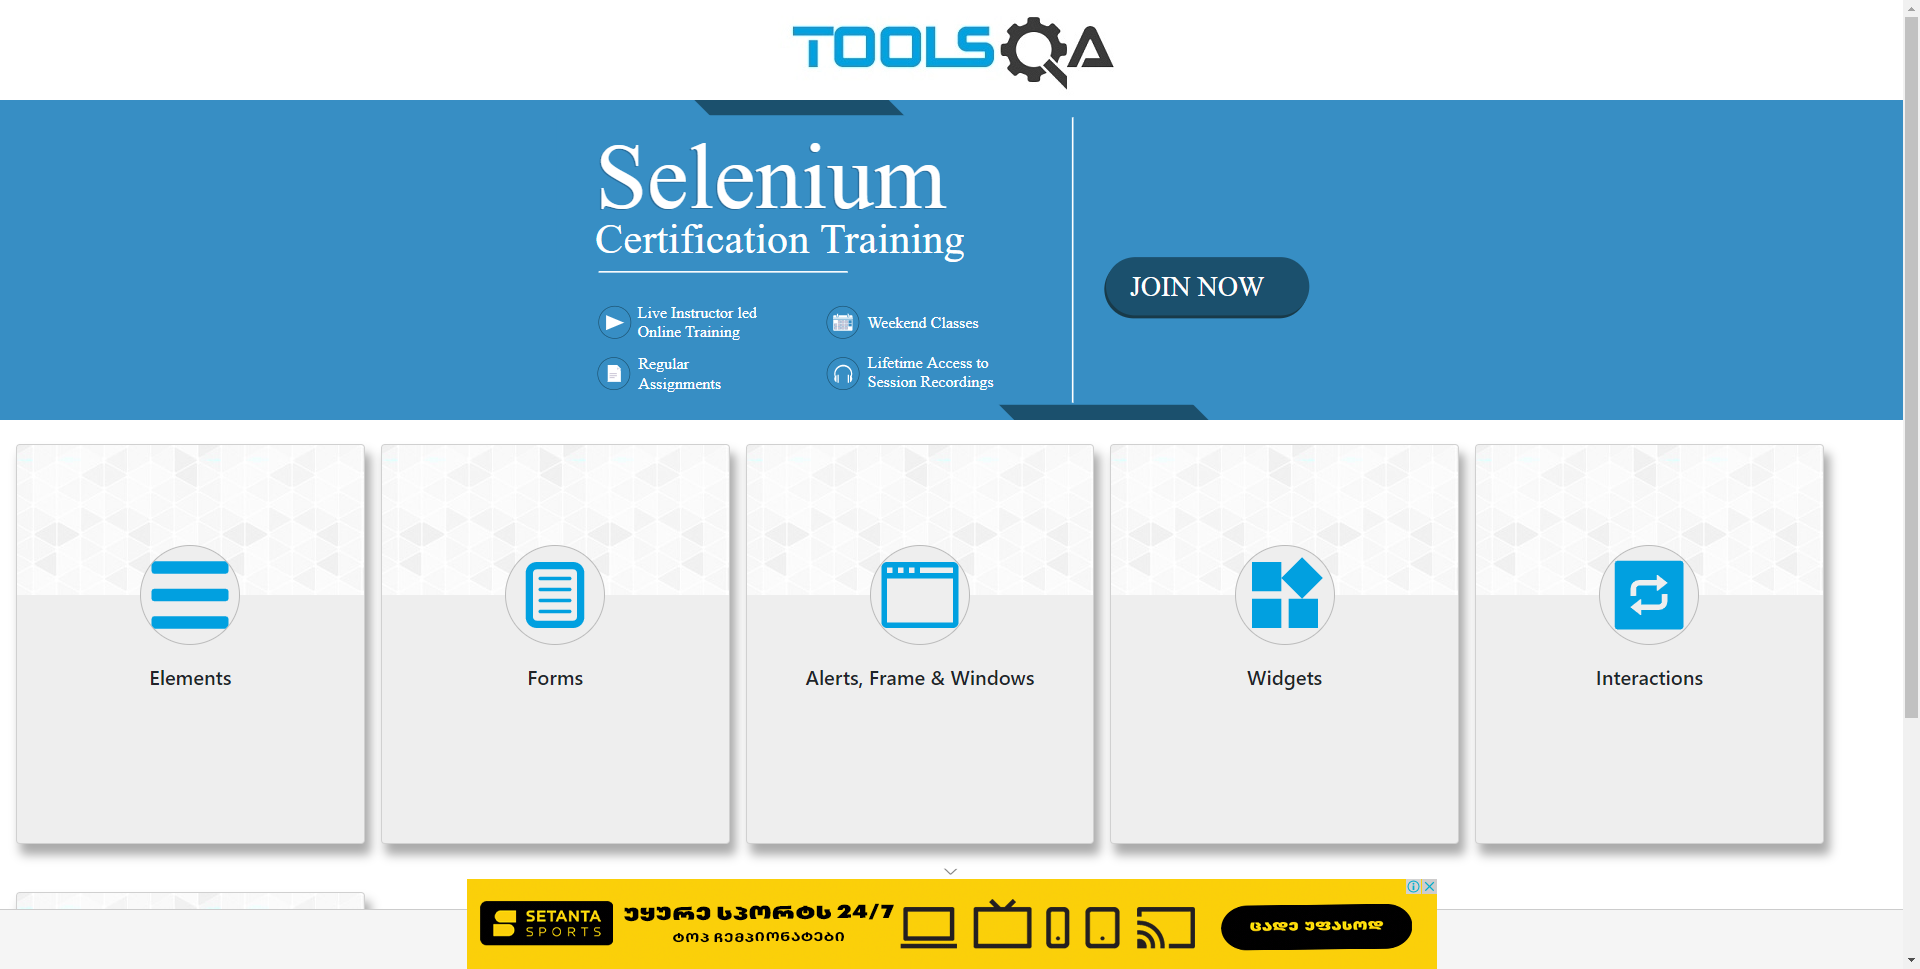 TOOLSQA
Selenium
Certification Training
Live Instructor led
Online Training
Weekend Classes
Regular
Assignments
Lifetime Access to
Session Recordings
JOIN NOW
Elements
Forms
Alerts, Frame & Windows
Widgets
Interactions
SETANTA
SPORTS
უყურე სპორტს 24/7
ტოპ ჩემპიონატები
ცადე უფასოდ